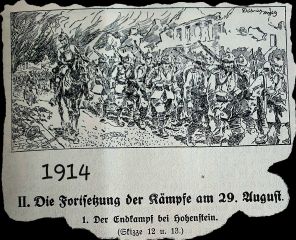 1914
II. Die Fortsetzung der Kämpfe am 29. August.
1. Der Endkampf bei Hohenstein.
(Skizze 12 u. 13.)